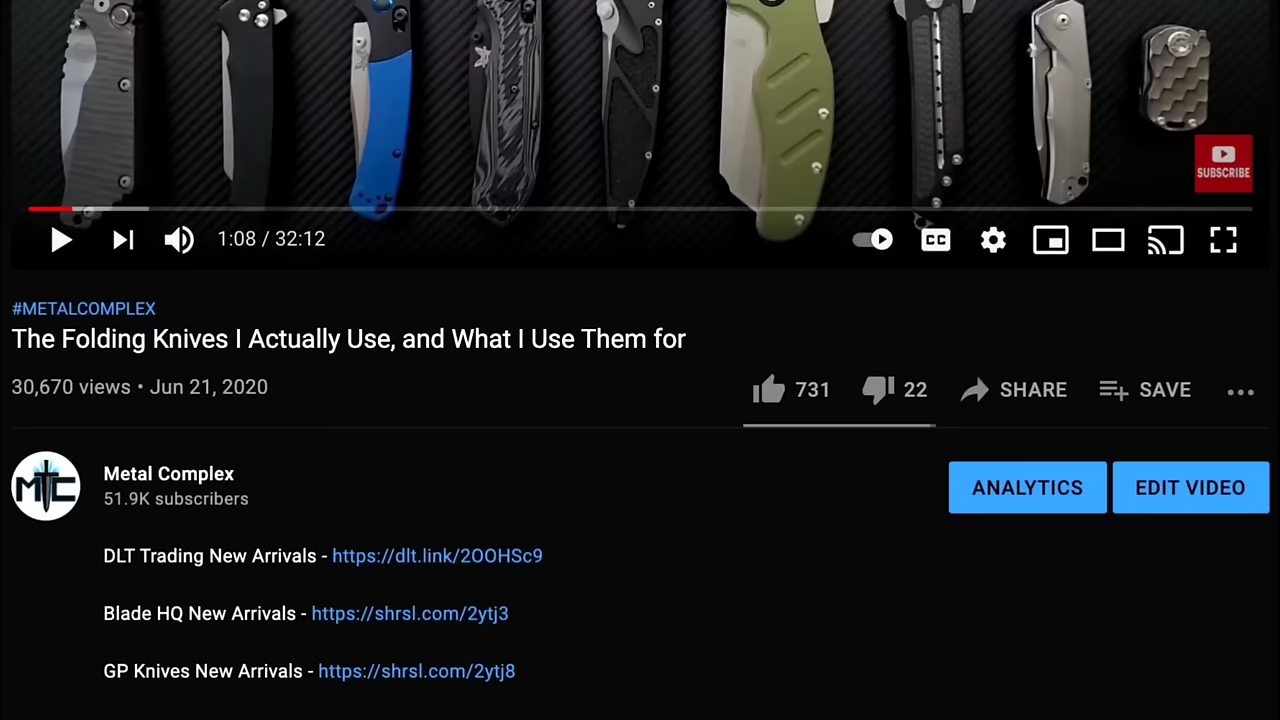 SUBSCRIBE
1:08 / 32:12
CC
#METALCOMPLEX
The Folding Knives I Actually Use, and What I Use Them for
30,670 views • Jun 21, 2020
731 22 SHARE SAVE
MTC
Metal Complex
51.9K subscribers
ANALYTICS EDIT VIDEO
DLT Trading New Arrivals - https://dlt.link/2OOHSc9
Blade HQ New Arrivals - https://shrsl.com/2ytj3
GP Knives New Arrivals - https://shrsl.com/2ytj8